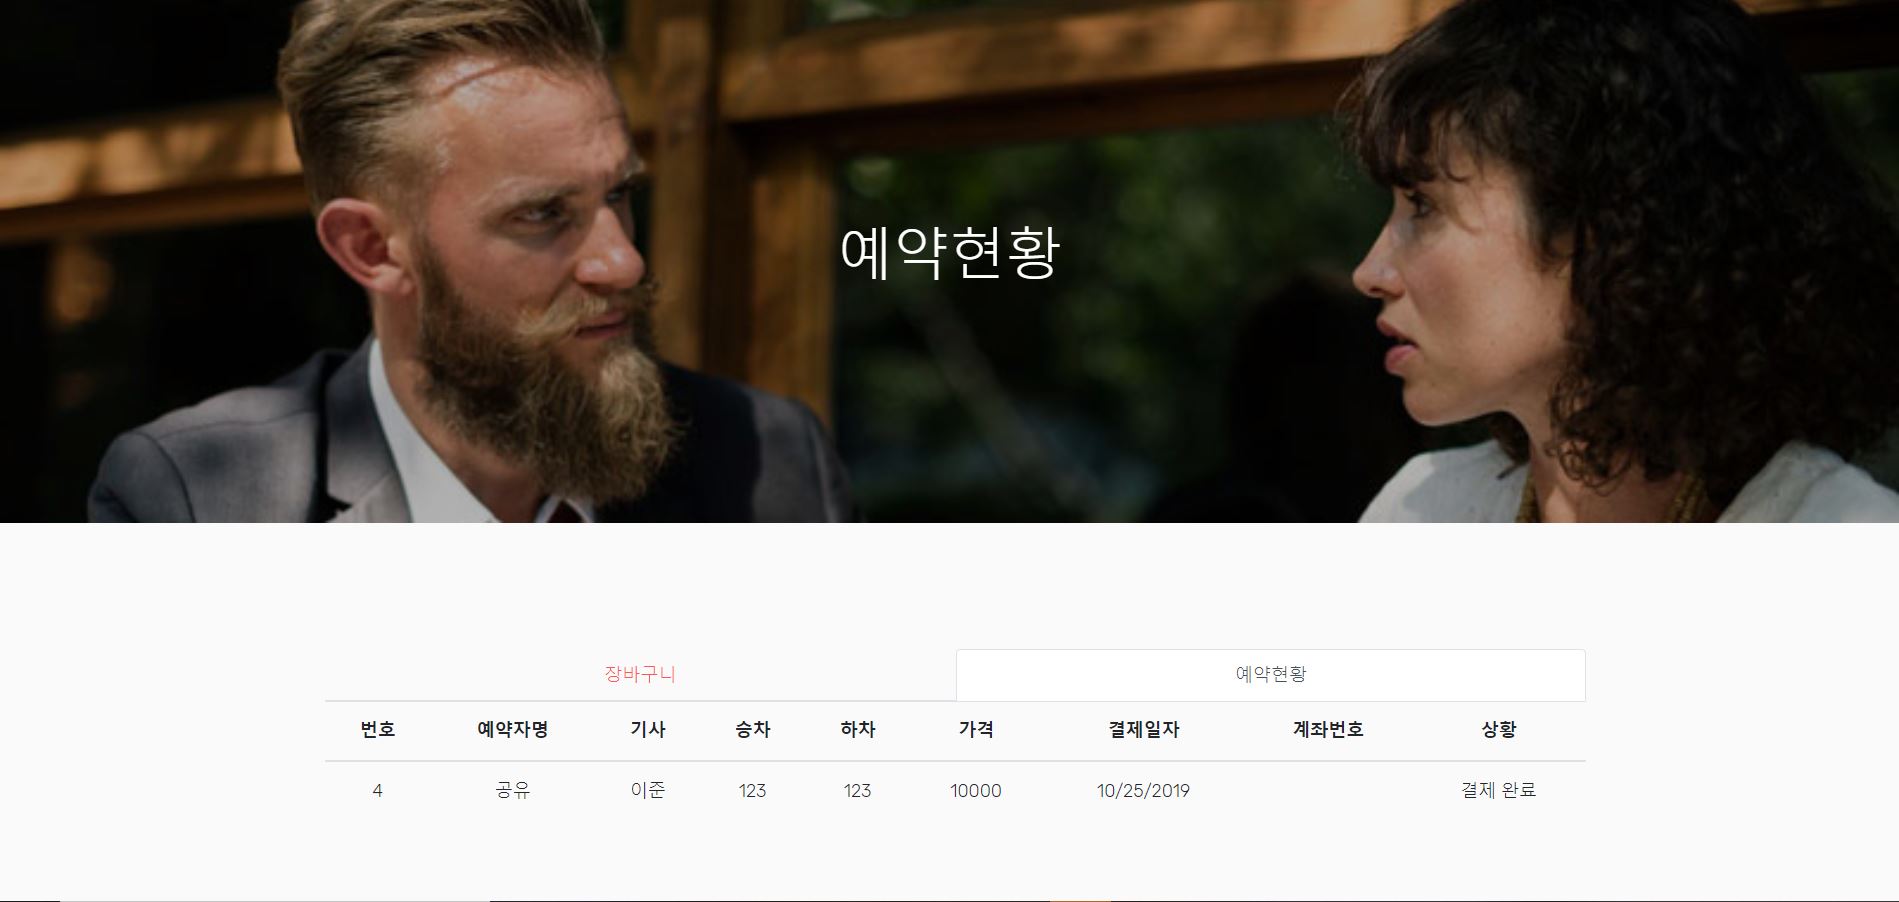 예약현황
장바구니 예약현황
번호 예약자명 기사 승차 하차 가격 결제일자 계좌번호 상황
4 공유 이준 123 123 10000 10/25/2019 결제 완료